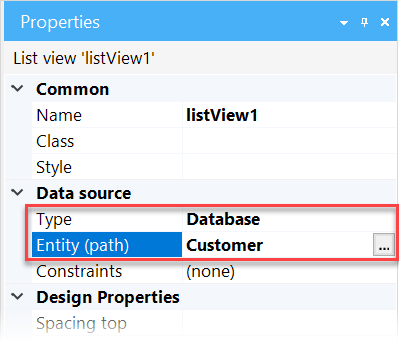 Properties
List view 'listView1'
Common
Name listView1
Class
Style
Data source
Type Database
Entity (path) Customer ...
Constraints (none)
Design Properties
Spacing top